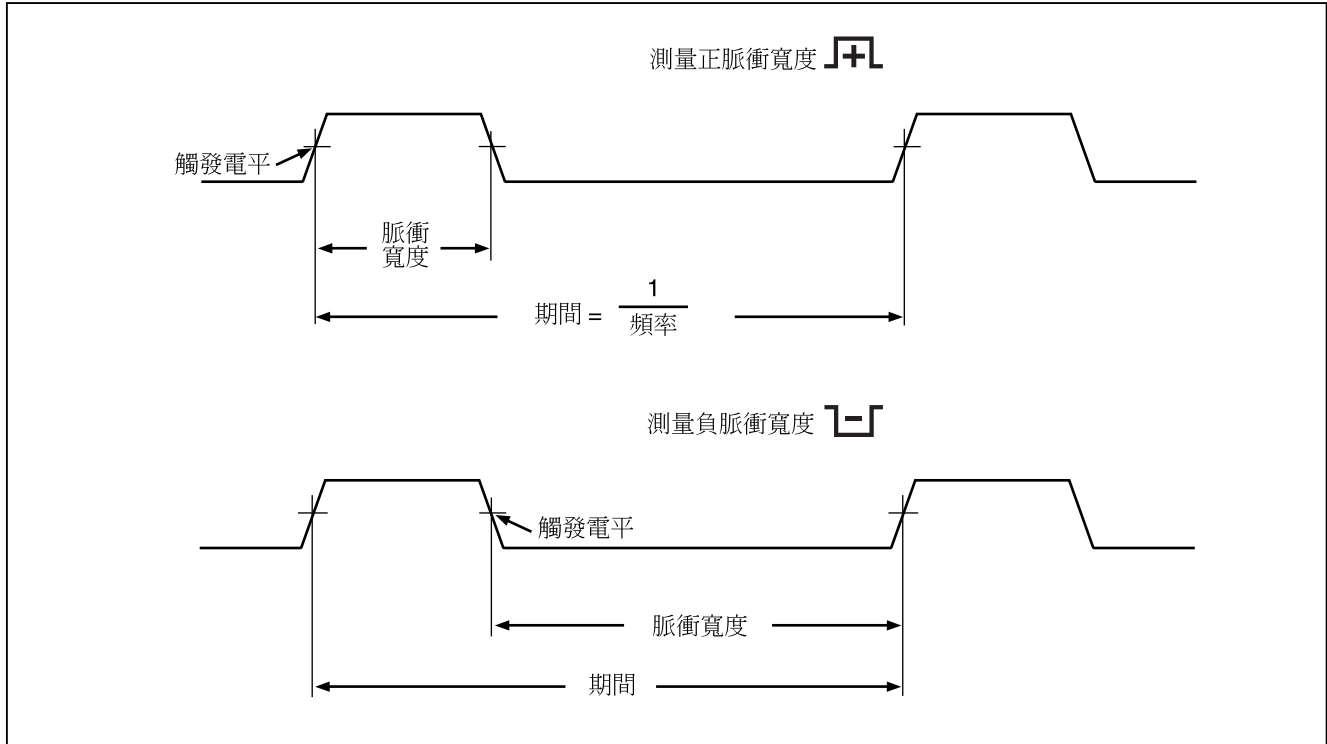 測量正脈衝寬度 +
觸發電平
脈衝
寬度
期間 = 1
頻率
測量負脈衝寬度 -
觸發電平
脈衝寬度
期間